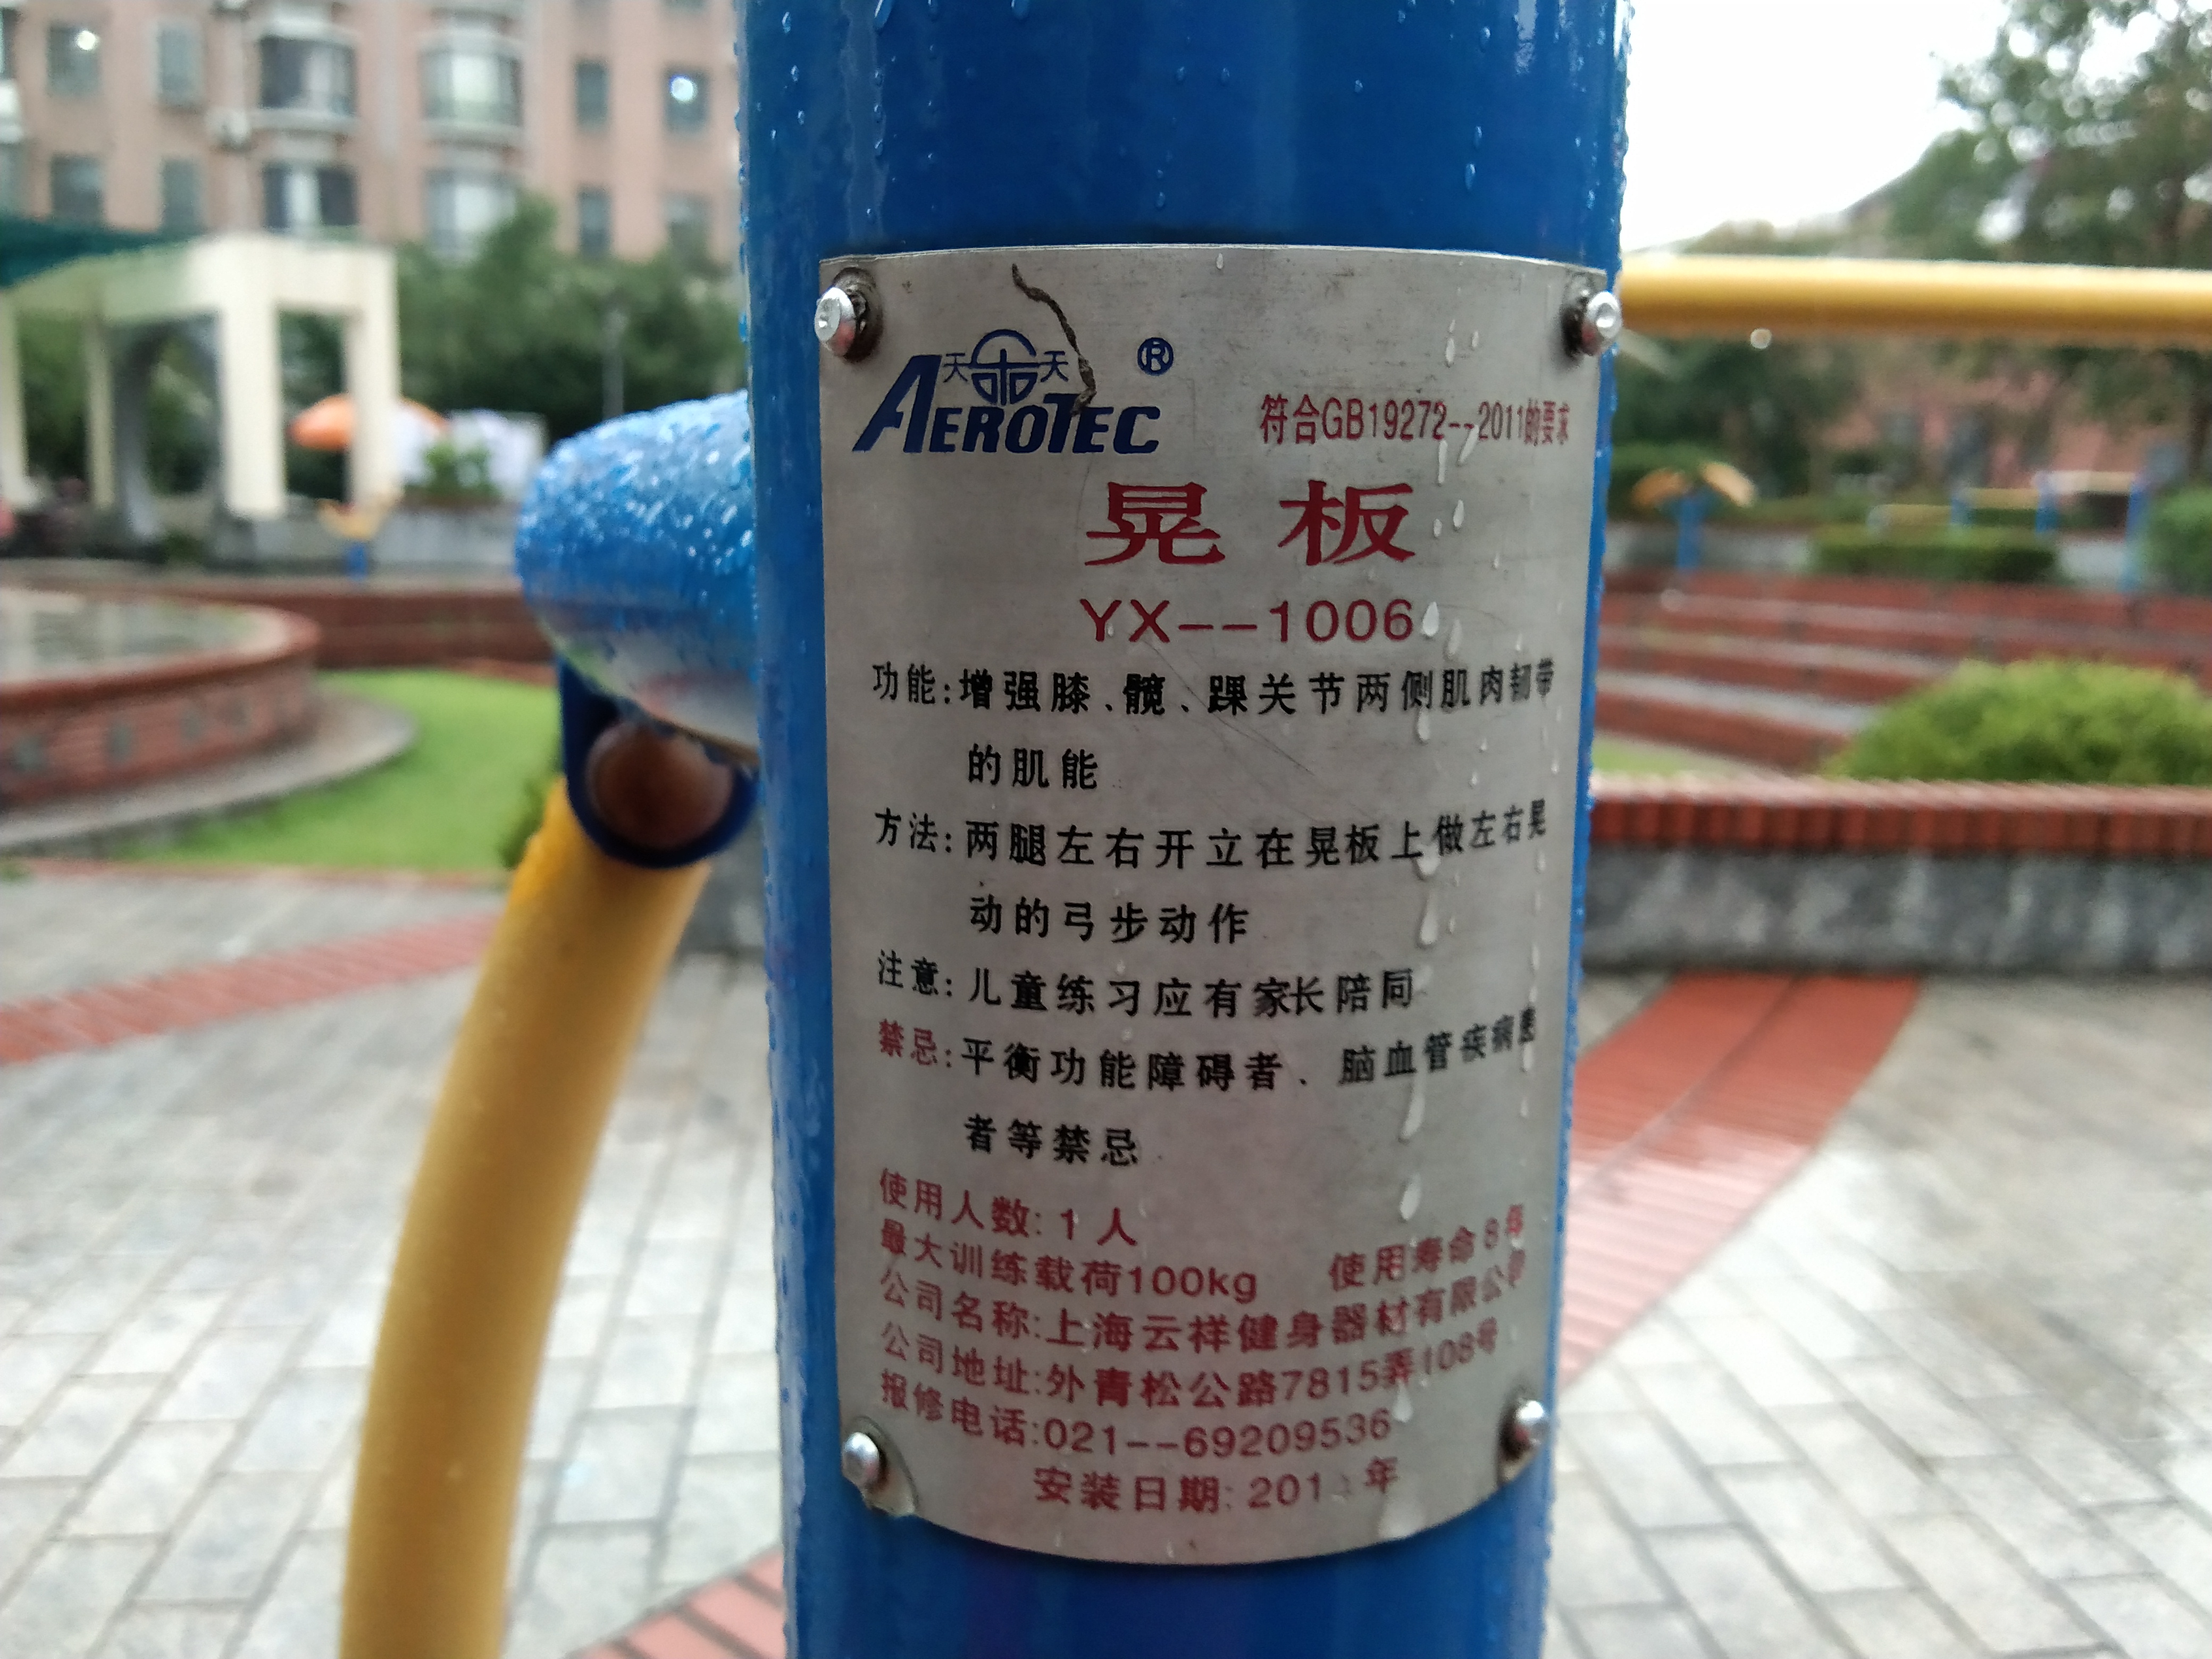 天天
AEROTEC ®
符合GB19272--2011的要求
晃板
YX--1006
功能:增强膝、髋、踝关节两侧肌肉韧带
的肌能
方法:两腿左右开立在晃板上做左右晃
动的弓步动作
注意:儿童练习应有家长陪同
禁忌:平衡功能障碍者、脑血管疾病患
者等禁忌
使用人数:1人
最大训练载荷100kg 使用寿命8年
公司名称:上海云祥健身器材有限公司
公司地址:外青松公路7815弄108号
报修电话:021--69209536
安装日期:201 年